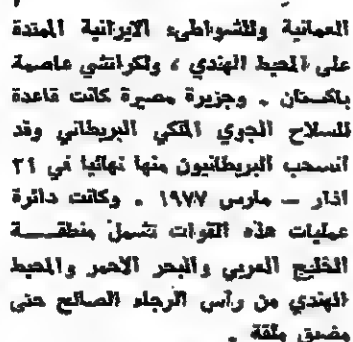 العمانية وللشواطىء الايرانية الممتدة
على المحيط الهندي ، ولكراتشي عاصمة
باكستان . وجزيرة مصيرة كانت قاعدة
للسلاح الجوي الملكي البريطاني وقد
انسحب البريطانيون منها نهائيا في ٣١
اذار — مارس ١٩٧٧ . وكانت دائرة
عمليات هذه القوات تشمل منطقـــة
الخليج العربي والبحر الاحمر والمحيط
الهندي من رأس الرجاء الصالح حتى
مضيق ملقة .